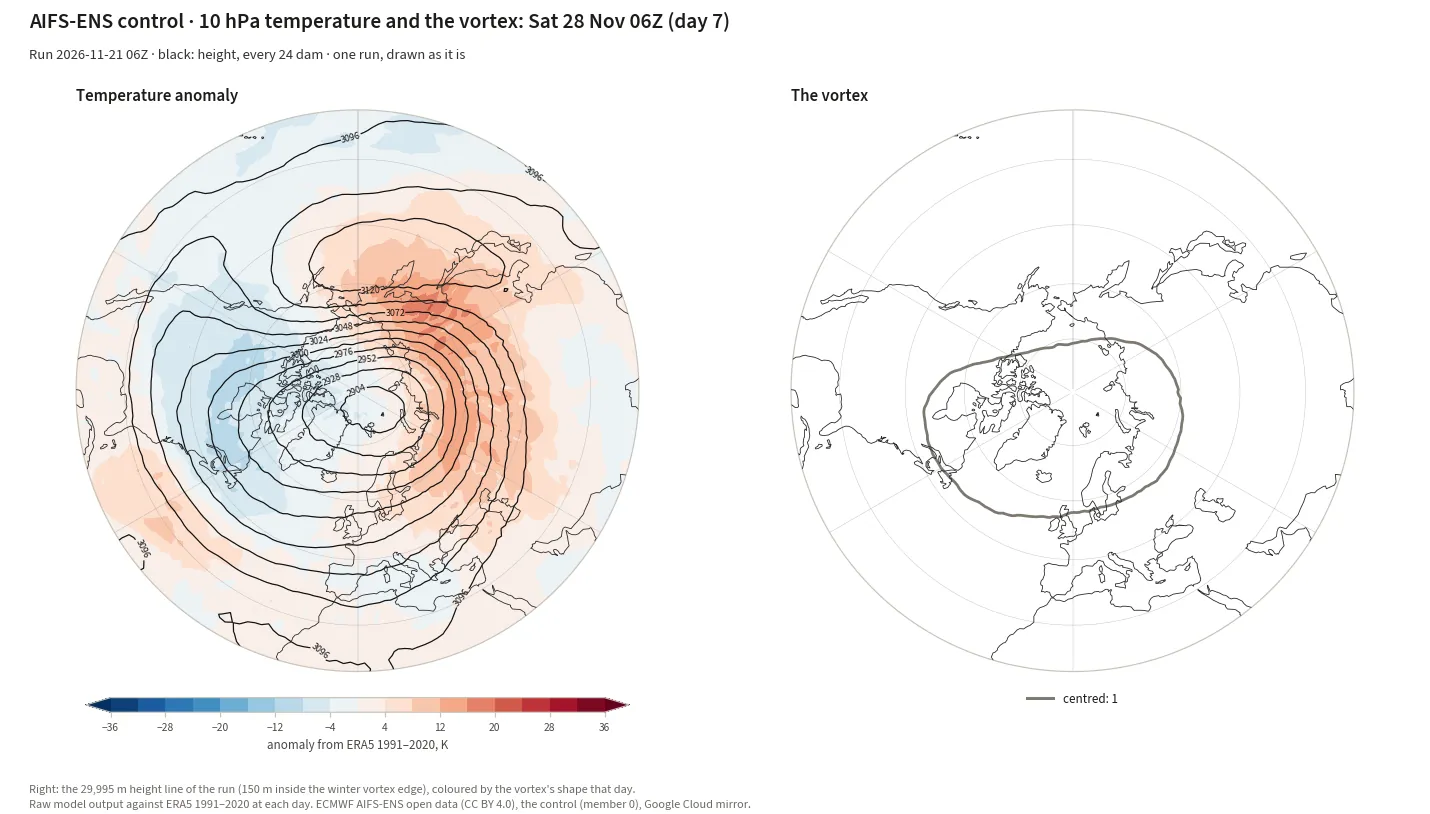 AIFS-ENS control · 10 hPa temperature and the vortex: Sat 28 Nov 06Z (day 7)
Run 2026-11-21 06Z · black: height, every 24 dam · one run, drawn as it is
Temperature anomaly
The vortex
3096
3096
3120
3072
3048
3024
2976
2952
2928
2904
3096
3096
3096
−36 −28 −20 −12 −4 4 12 20 28 36
anomaly from ERA5 1991–2020, K
centred: 1
Right: the 29,995 m height line of the run (150 m inside the winter vortex edge), coloured by the vortex's shape that day.
Raw model output against ERA5 1991–2020 at each day. ECMWF AIFS-ENS open data (CC BY 4.0), the control (member 0), Google Cloud mirror.